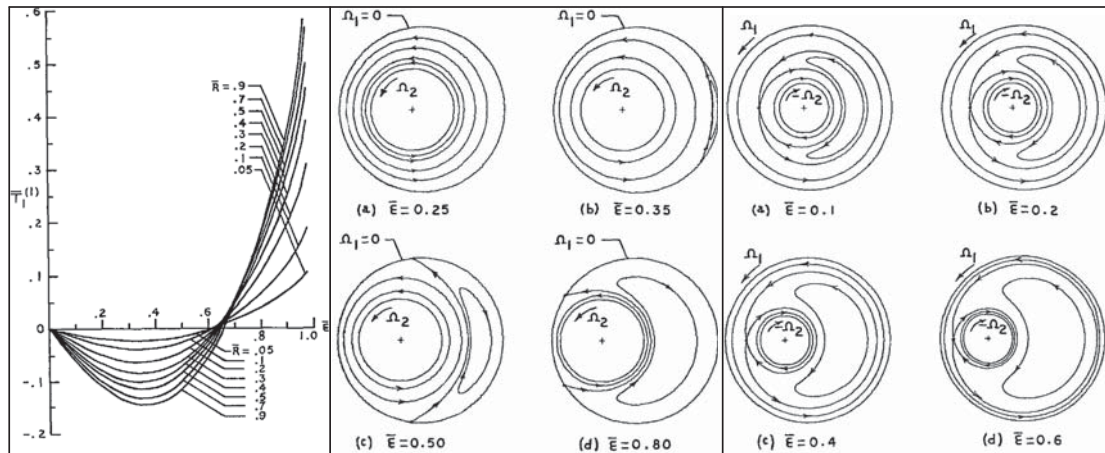 .6
.5
.4
.3
T̅₁⁽¹⁾
.2
.1
0
-.1
-.2
R̅=.9
.7
.5
.4
.3
.2
.1
.05
.2 .4 .6 .8 1.0
R̅=.05
.1
.2
.3
.4
.5
.7
.9
Ω₁=0
Ω₂
(a) E̅=0.25
Ω₁=0
Ω₂
(b) E̅=0.35
Ω₁=0
Ω₂
(c) E̅=0.50
Ω₁=0
Ω₂
(d) E̅=0.80
Ω₁
-Ω₂
(a) E̅=0.1
Ω₁
-Ω₂
(b) E̅=0.2
Ω₁
-Ω₂
(c) E̅=0.4
Ω₁
-Ω₂
(d) E̅=0.6